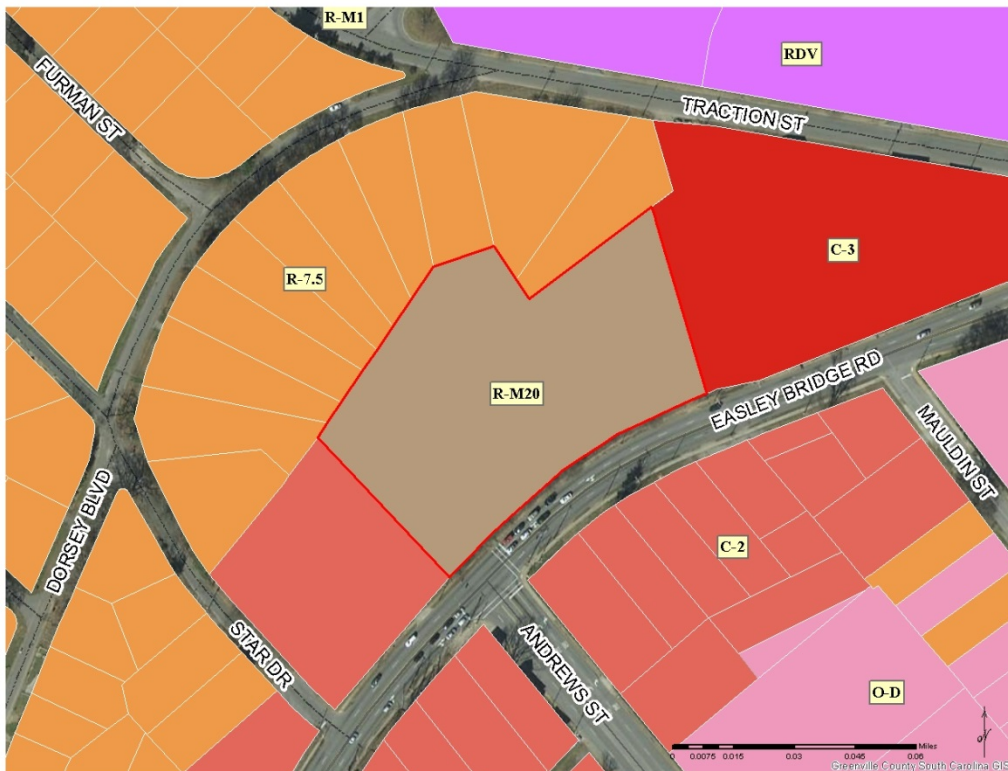 R-M1
RDV
FURMAN ST
TRACTION ST
C-3
R-7.5
R-M20
EASLEY BRIDGE RD
MAULDIN ST
DORSEY BLVD
C-2
STAR DR
ANDREWS ST
O-D
Miles
0 0.0075 0.015 0.03 0.045 0.06
Greenville County South Carolina GIS